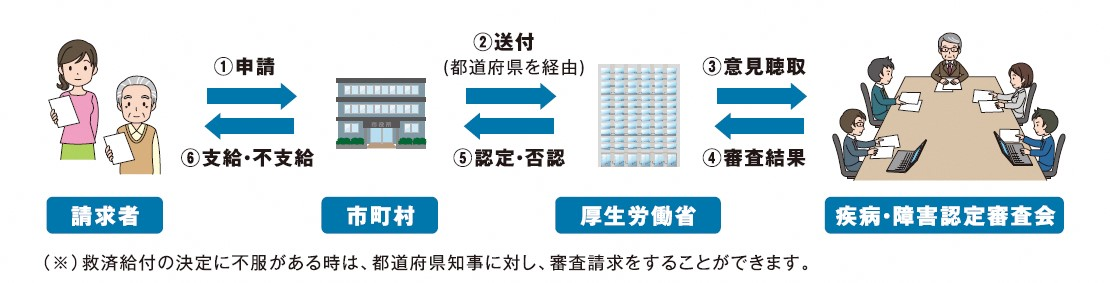 ①申請
②送付
(都道府県を経由)
③意見聴取
⑥支給・不支給
⑤認定・否認
④審査結果
請求者
市町村
厚生労働省
疾病・障害認定審査会
(※)救済給付の決定に不服がある時は、都道府県知事に対し、審査請求をすることができます。